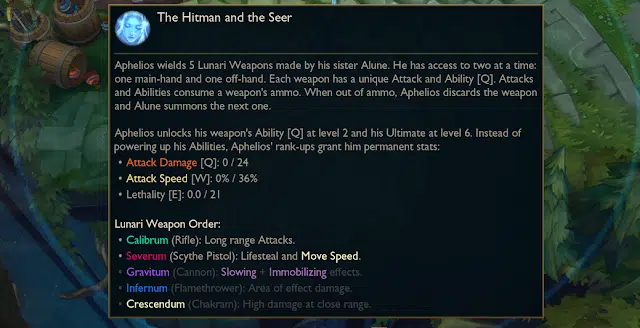 The Hitman and the Seer
Aphelios wields 5 Lunari Weapons made by his sister Alune. He has access to two at a time:
one main-hand and one off-hand. Each weapon has a unique Attack and Ability [Q]. Attacks
and Abilities consume a weapon's ammo. When out of ammo, Aphelios discards the weapon
and Alune summons the next one.
Aphelios unlocks his weapon's Ability [Q] at level 2 and his Ultimate at level 6. Instead of
powering up his Abilities, Aphelios' rank-ups grant him permanent stats:
• Attack Damage [Q]: 0 / 24
• Attack Speed [W]: 0% / 36%
• Lethality [E]: 0.0 / 21
Lunari Weapon Order:
• Calibrum (Rifle): Long range Attacks.
• Severum (Scythe Pistol): Lifesteal and Move Speed.
• Gravitum (Cannon): Slowing + Immobilizing effects.
• Infernum (Flamethrower): Area of effect damage.
• Crescendum (Chakram): High damage at close range.